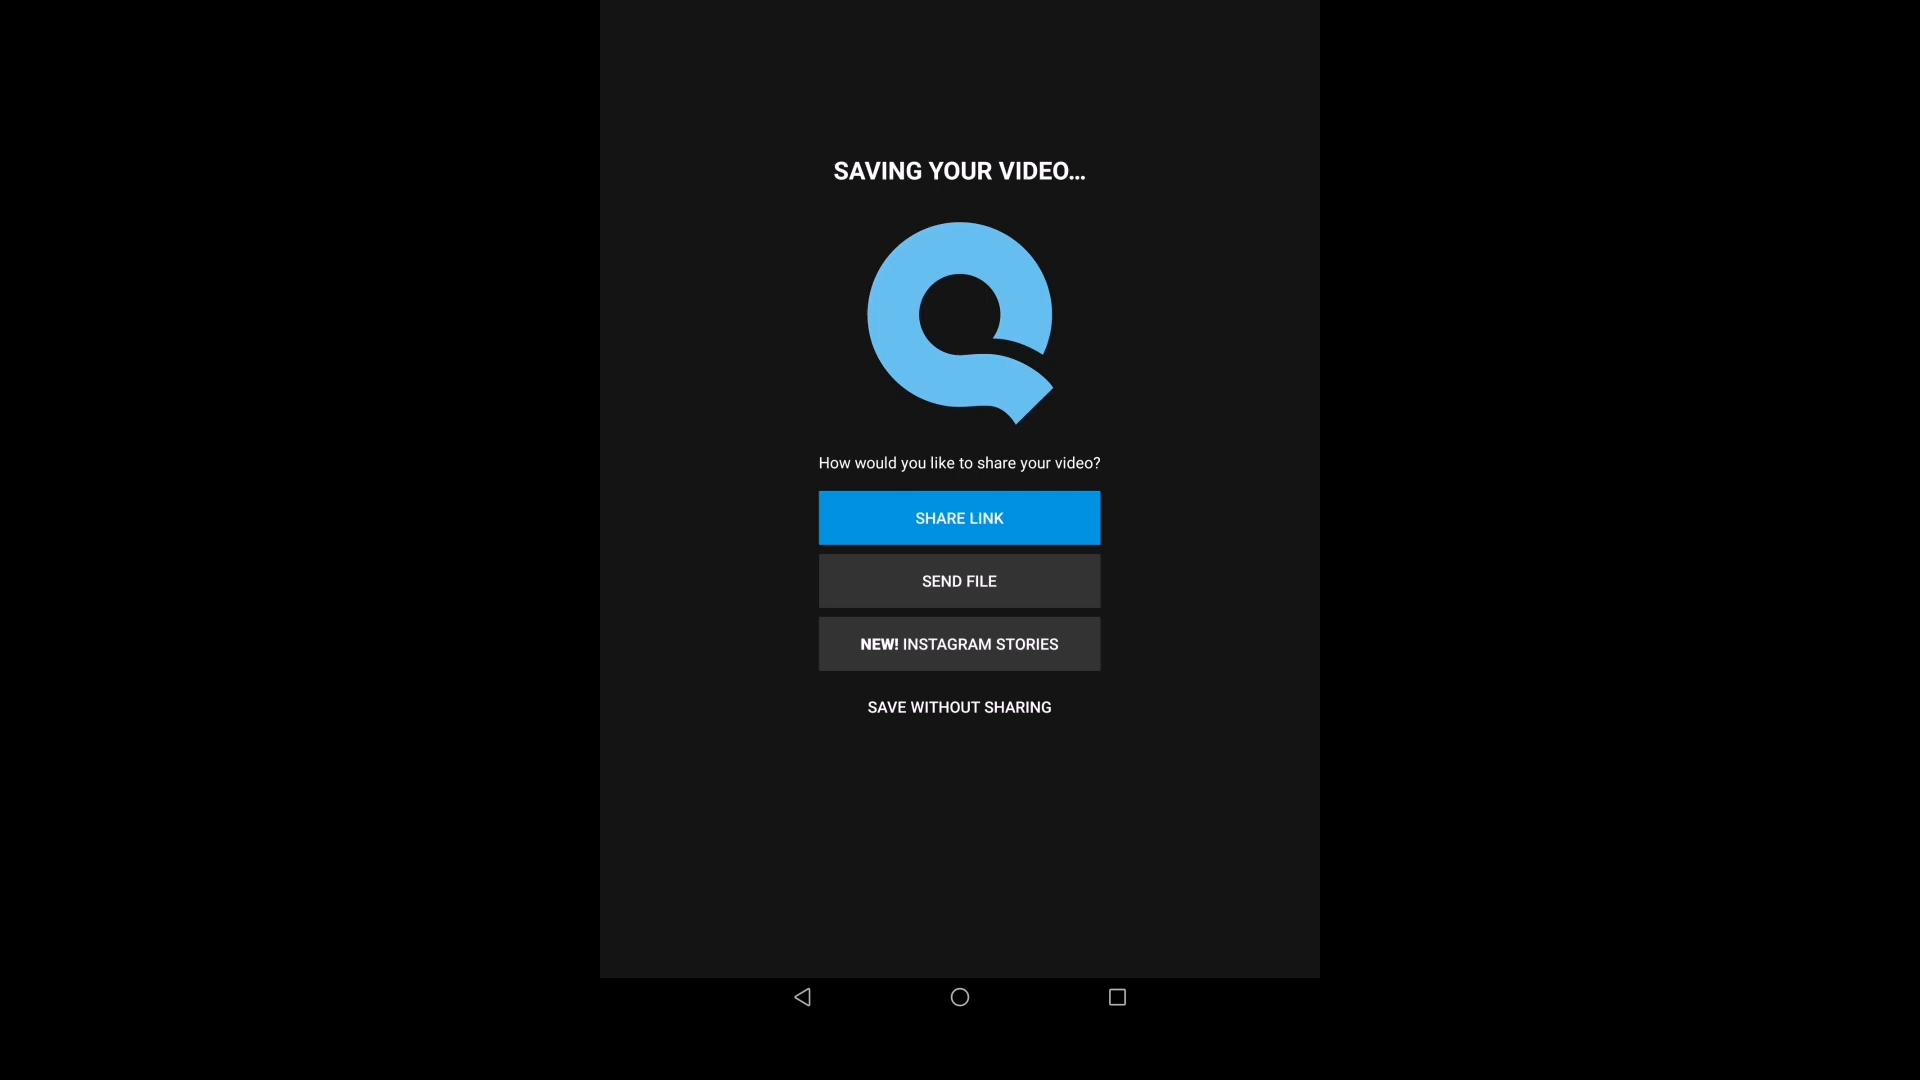 SAVING YOUR VIDEO...
How would you like to share your video?
SHARE LINK
SEND FILE
NEW! INSTAGRAM STORIES
SAVE WITHOUT SHARING